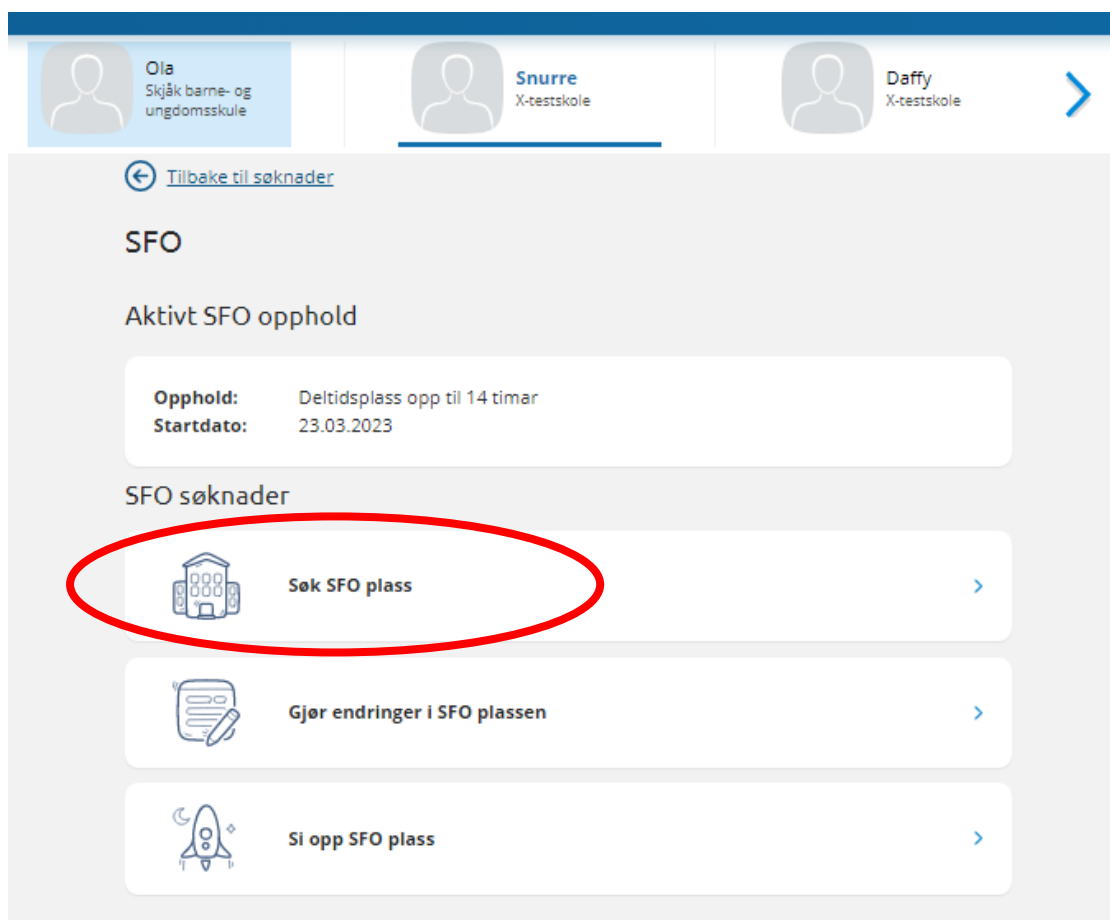 Ola
Skjåk barne- og
ungdomsskule
Snurre
X-testskole
Daffy
X-testskole
Tilbake til søknader
SFO
Aktivt SFO opphold
Opphold: Deltidsplass opp til 14 timar
Startdato: 23.03.2023
SFO søknader
Søk SFO plass
Gjør endringer i SFO plassen
Si opp SFO plass